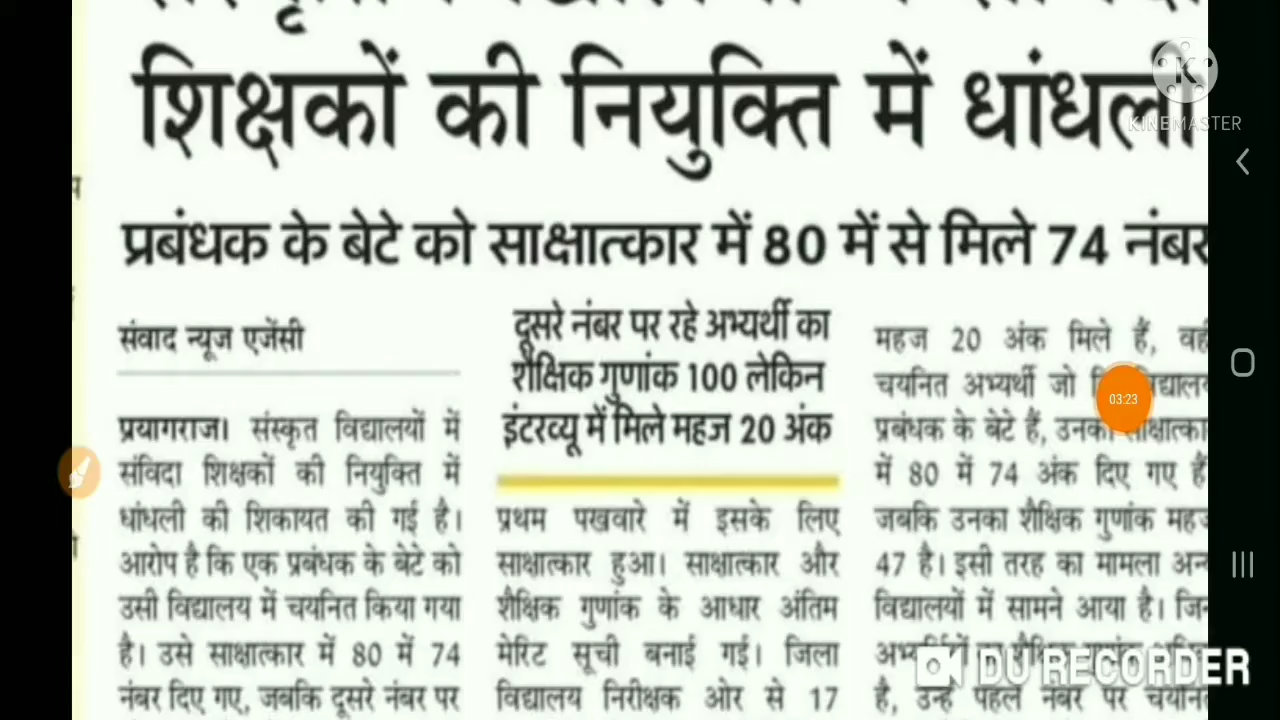 शिक्षकों की नियुक्ति में धांधली
प्रबंधक के बेटे को साक्षात्कार में 80 में से मिले 74 नंबर
संवाद न्यूज एजेंसी
प्रयागराज। संस्कृत विद्यालयों में
संविदा शिक्षकों की नियुक्ति में
धांधली की शिकायत की गई है।
आरोप है कि एक प्रबंधक के बेटे को
उसी विद्यालय में चयनित किया गया
है। उसे साक्षात्कार में 80 में 74
नंबर दिए गए, जबकि दूसरे नंबर पर
दूसरे नंबर पर रहे अभ्यर्थी का
शैक्षिक गुणांक 100 लेकिन
इंटरव्यू में मिले महज 20 अंक
प्रथम पखवारे में इसके लिए
साक्षात्कार हुआ। साक्षात्कार और
शैक्षिक गुणांक के आधार अंतिम
मेरिट सूची बनाई गई। जिला
विद्यालय निरीक्षक ओर से 17
महज 20 अंक मिले हैं, वहीं
चयनित अभ्यर्थी जो
प्रबंधक के बेटे हैं, उनका
में 80 में 74 अंक दिए गए हैं
जबकि उनका शैक्षिक गुणांक महज
47 है। इसी तरह का मामला अन्य
विद्यालयों में सामने आया है। जिन
है, उन्हें पहले नंबर पर
KINEMASTER
03:23
DU RECORDER